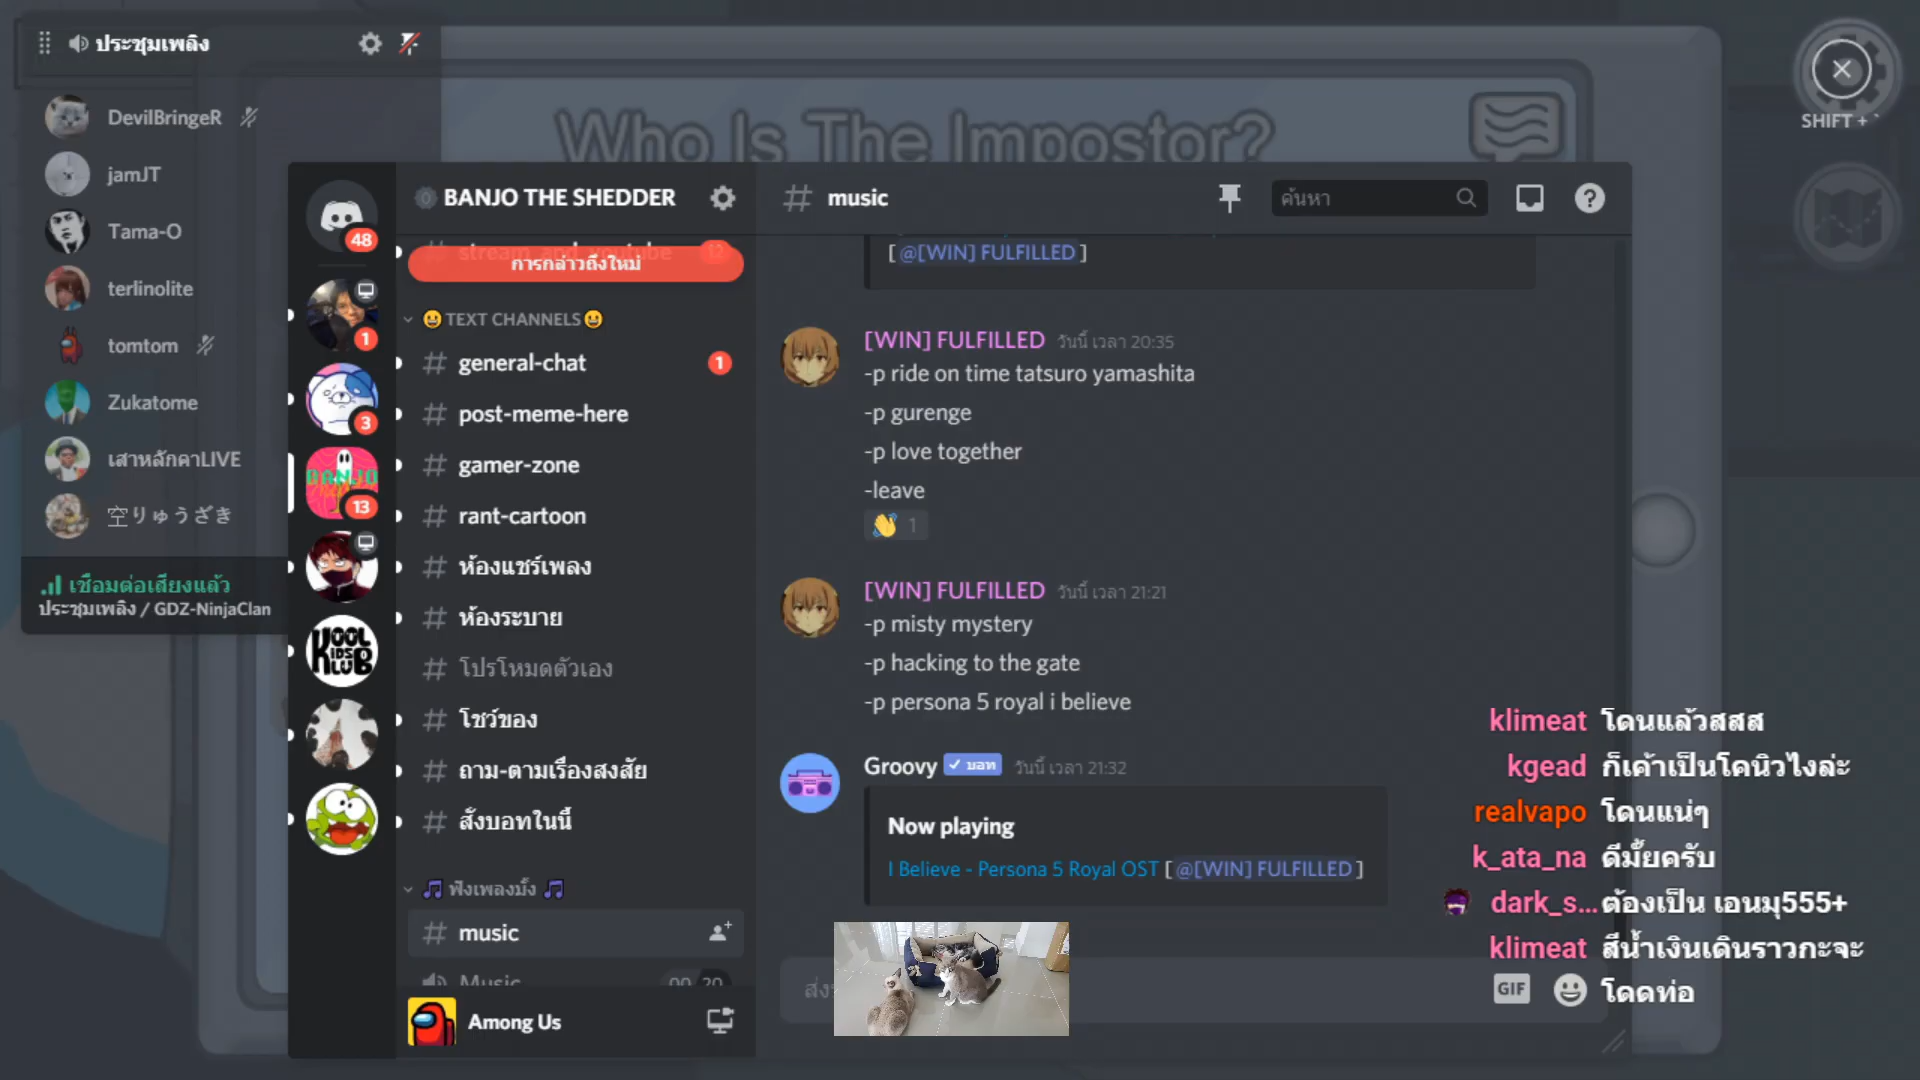 ประชุมเพลิง
DevilBringeR
jamJT
Tama-O
terlinolite
tomtom
Zukatome
เสาหลักคาLIVE
空りゅうざき
เชื่อมต่อเสียงแล้ว
ประชุมเพลิง / GDZ-NinjaClan
Who Is The Impostor?
SHIFT + `
48
1
3
BANJO
13
KOOL
KIDS
KLUB
BANJO THE SHEDDER
stream_and_youtube 12
การกล่าวถึงใหม่
TEXT CHANNELS
general-chat 1
post-meme-here
gamer-zone
rant-cartoon
ห้องแชร์เพลง
ห้องระบาย
โปรโหมดตัวเอง
โชว์ของ
ถาม-ตามเรื่องสงสัย
สั่งบอทในนี้
ฟังเพลงมั้ง
music
Music 00 20
Among Us
# music
ค้นหา
[ @[WIN] FULFILLED ]
[WIN] FULFILLED วันนี้ เวลา 20:35
-p ride on time tatsuro yamashita
-p gurenge
-p love together
-leave
👋 1
[WIN] FULFILLED วันนี้ เวลา 21:21
-p misty mystery
-p hacking to the gate
-p persona 5 royal i believe
Groovy ✓ บอท วันนี้ เวลา 21:32
Now playing
I Believe - Persona 5 Royal OST [ @[WIN] FULFILLED ]
GIF
klimeat โดนแล้วสสส
kgead ก็เค้าเป็นโคนิวไงล่ะ
realvapo โดนแน่ๆ
k_ata_na ดีมั้ยครับ
dark_s... ต้องเป็น เอนมุ555+
klimeat สีน้ำเงินเดินราวกะจะ
โดดท่อ